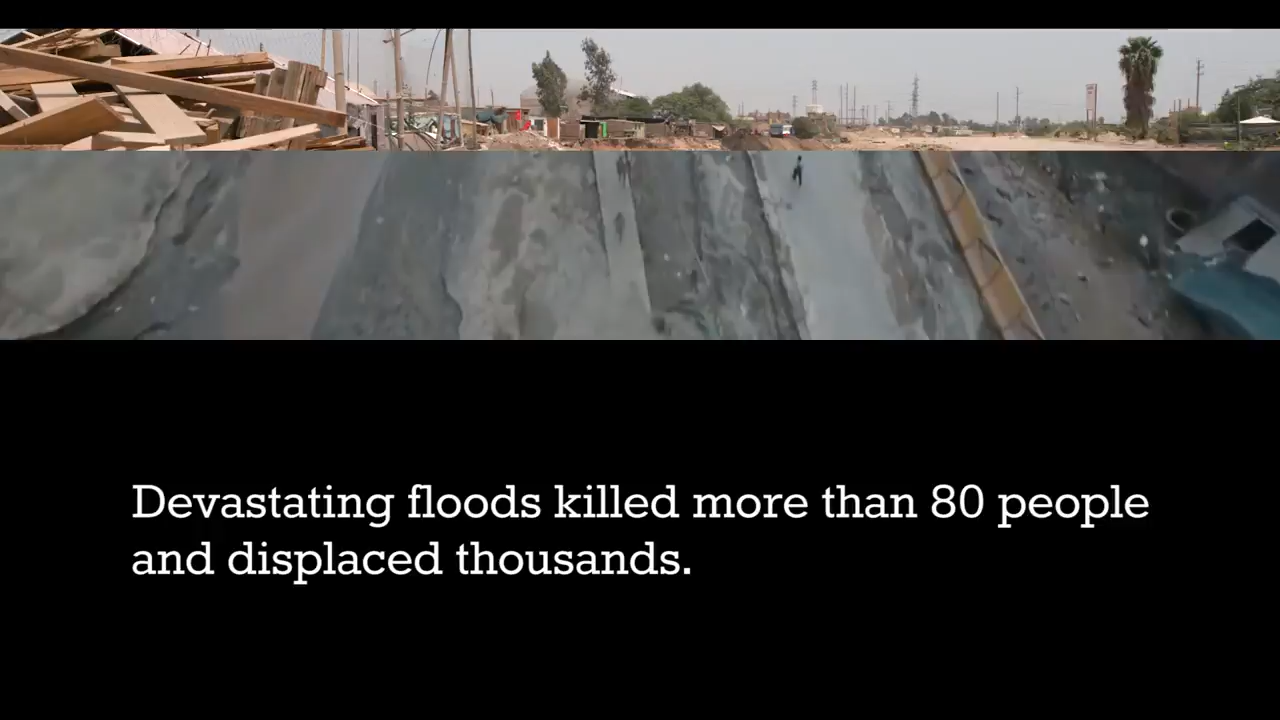 Devastating floods killed more than 80 people
and displaced thousands.